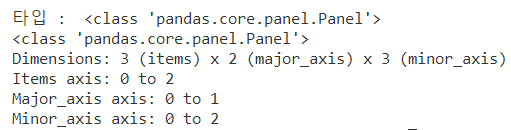 타입 :  <class 'pandas.core.panel.Panel'>
<class 'pandas.core.panel.Panel'>
Dimensions: 3 (items) x 2 (major_axis) x 3 (minor_axis)
Items axis: 0 to 2
Major_axis axis: 0 to 1
Minor_axis axis: 0 to 2